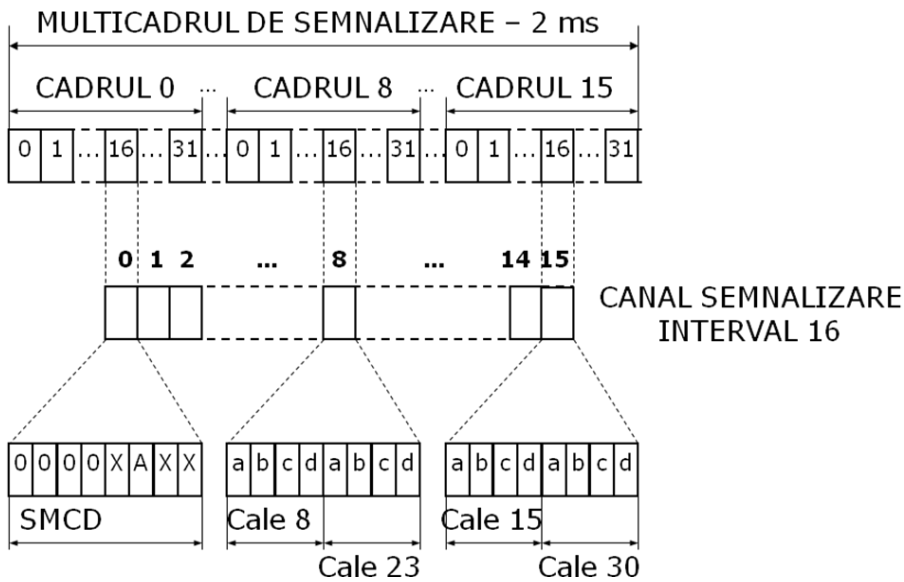 MULTICADRUL DE SEMNALIZARE – 2 ms
CADRUL 0 ... CADRUL 8 ... CADRUL 15
0 1 ... 16 ... 31 ... 0 1 ... 16 ... 31 ... 0 1 ... 16 ... 31
0 1 2 ... 8 ... 14 15
CANAL SEMNALIZARE
INTERVAL 16
0 0 0 0 X A X X a b c d a b c d a b c d a b c d
SMCD Cale 8 Cale 15
Cale 23 Cale 30